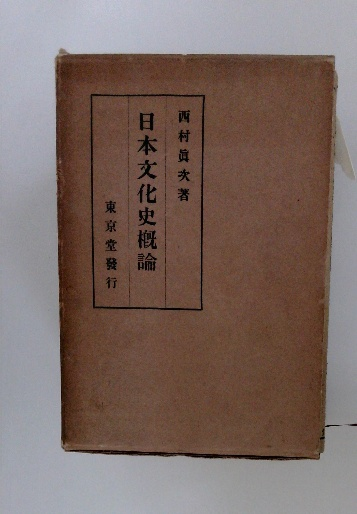 西村眞次著
日本文化史概論
東京堂發行